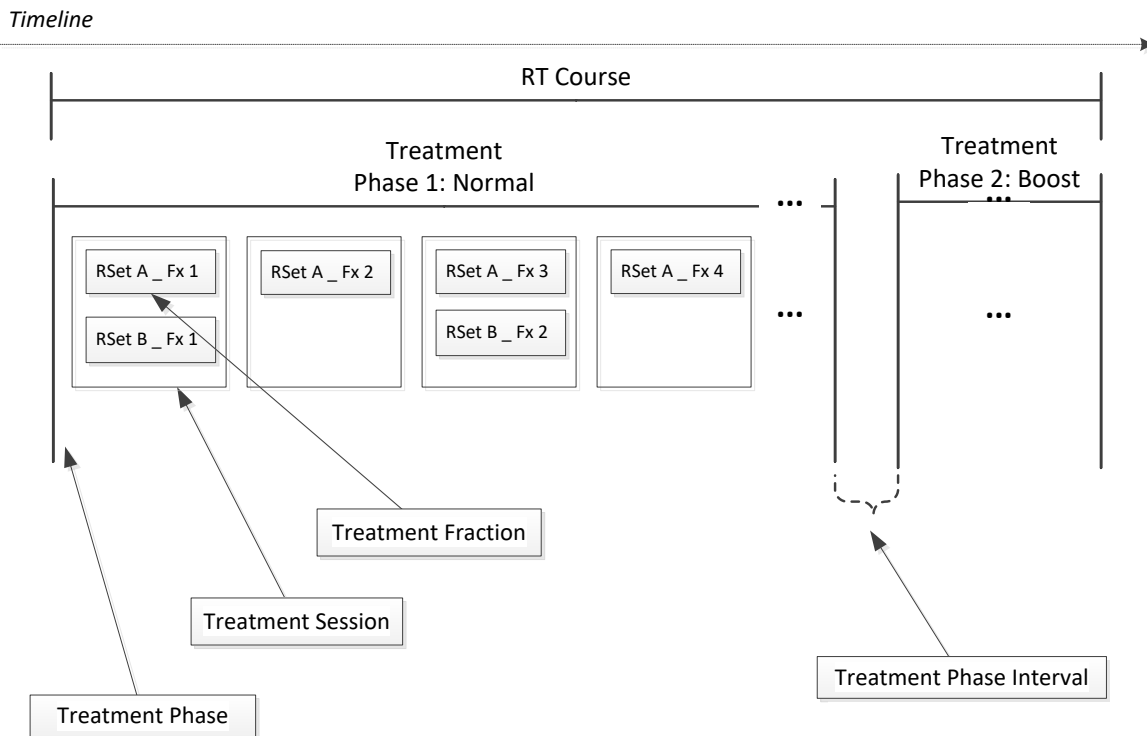 Timeline
RT Course
Treatment
Phase 1: Normal
Treatment
Phase 2: Boost
...
...
RSet A _ Fx 1
RSet A _ Fx 2
RSet A _ Fx 3
RSet A _ Fx 4
RSet B _ Fx 1
RSet B _ Fx 2
...
...
Treatment Fraction
Treatment Session
Treatment Phase Interval
Treatment Phase